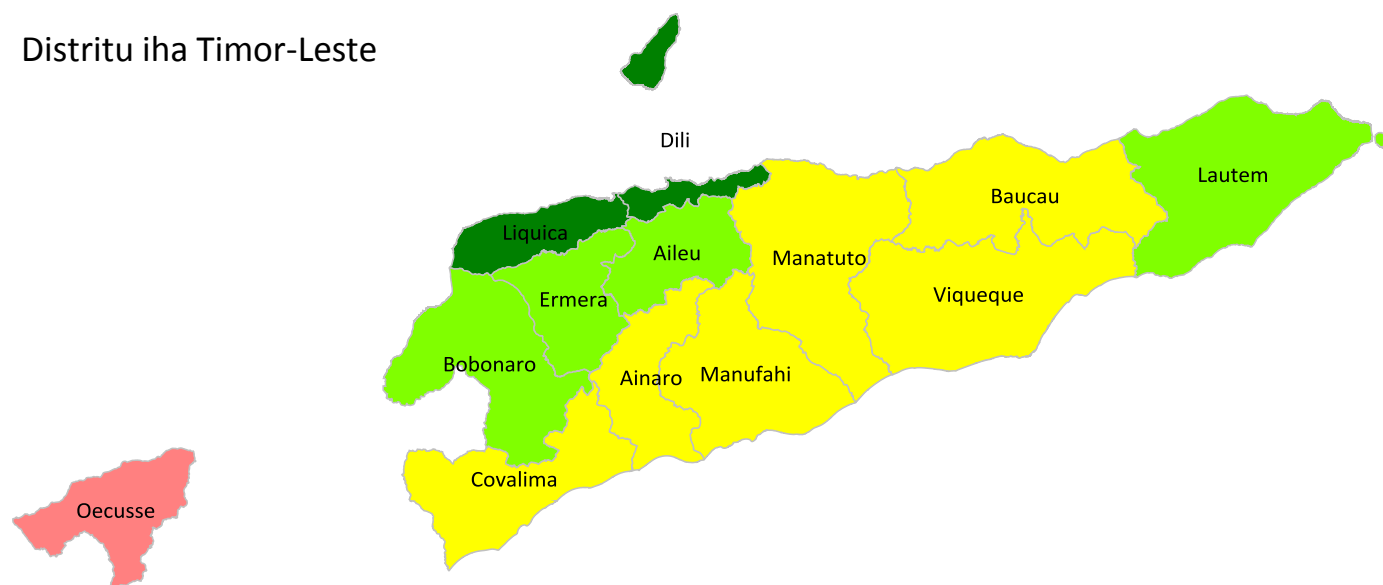 Distritu iha Timor-Leste
Dili
Lautem
Baucau
Liquica
Aileu
Manatuto
Ermera
Viqueque
Bobonaro
Ainaro
Manufahi
Covalima
Oecusse